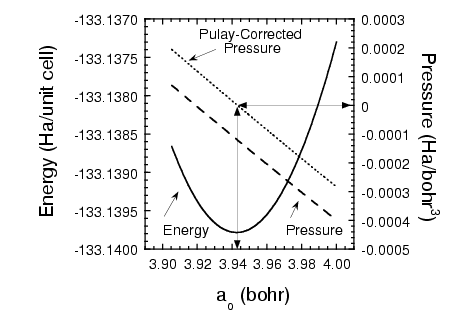 Energy (Ha/unit cell)
-133.1370
-133.1375
-133.1380
-133.1385
-133.1390
-133.1395
-133.1400
Pulay-Corrected
Pressure
Energy
Pressure
0.0003
0.0002
0.0001
0
-0.0001
-0.0002
-0.0003
-0.0004
-0.0005
Pressure (Ha/bohr³)
3.90 3.92 3.94 3.96 3.98 4.00
a₀ (bohr)